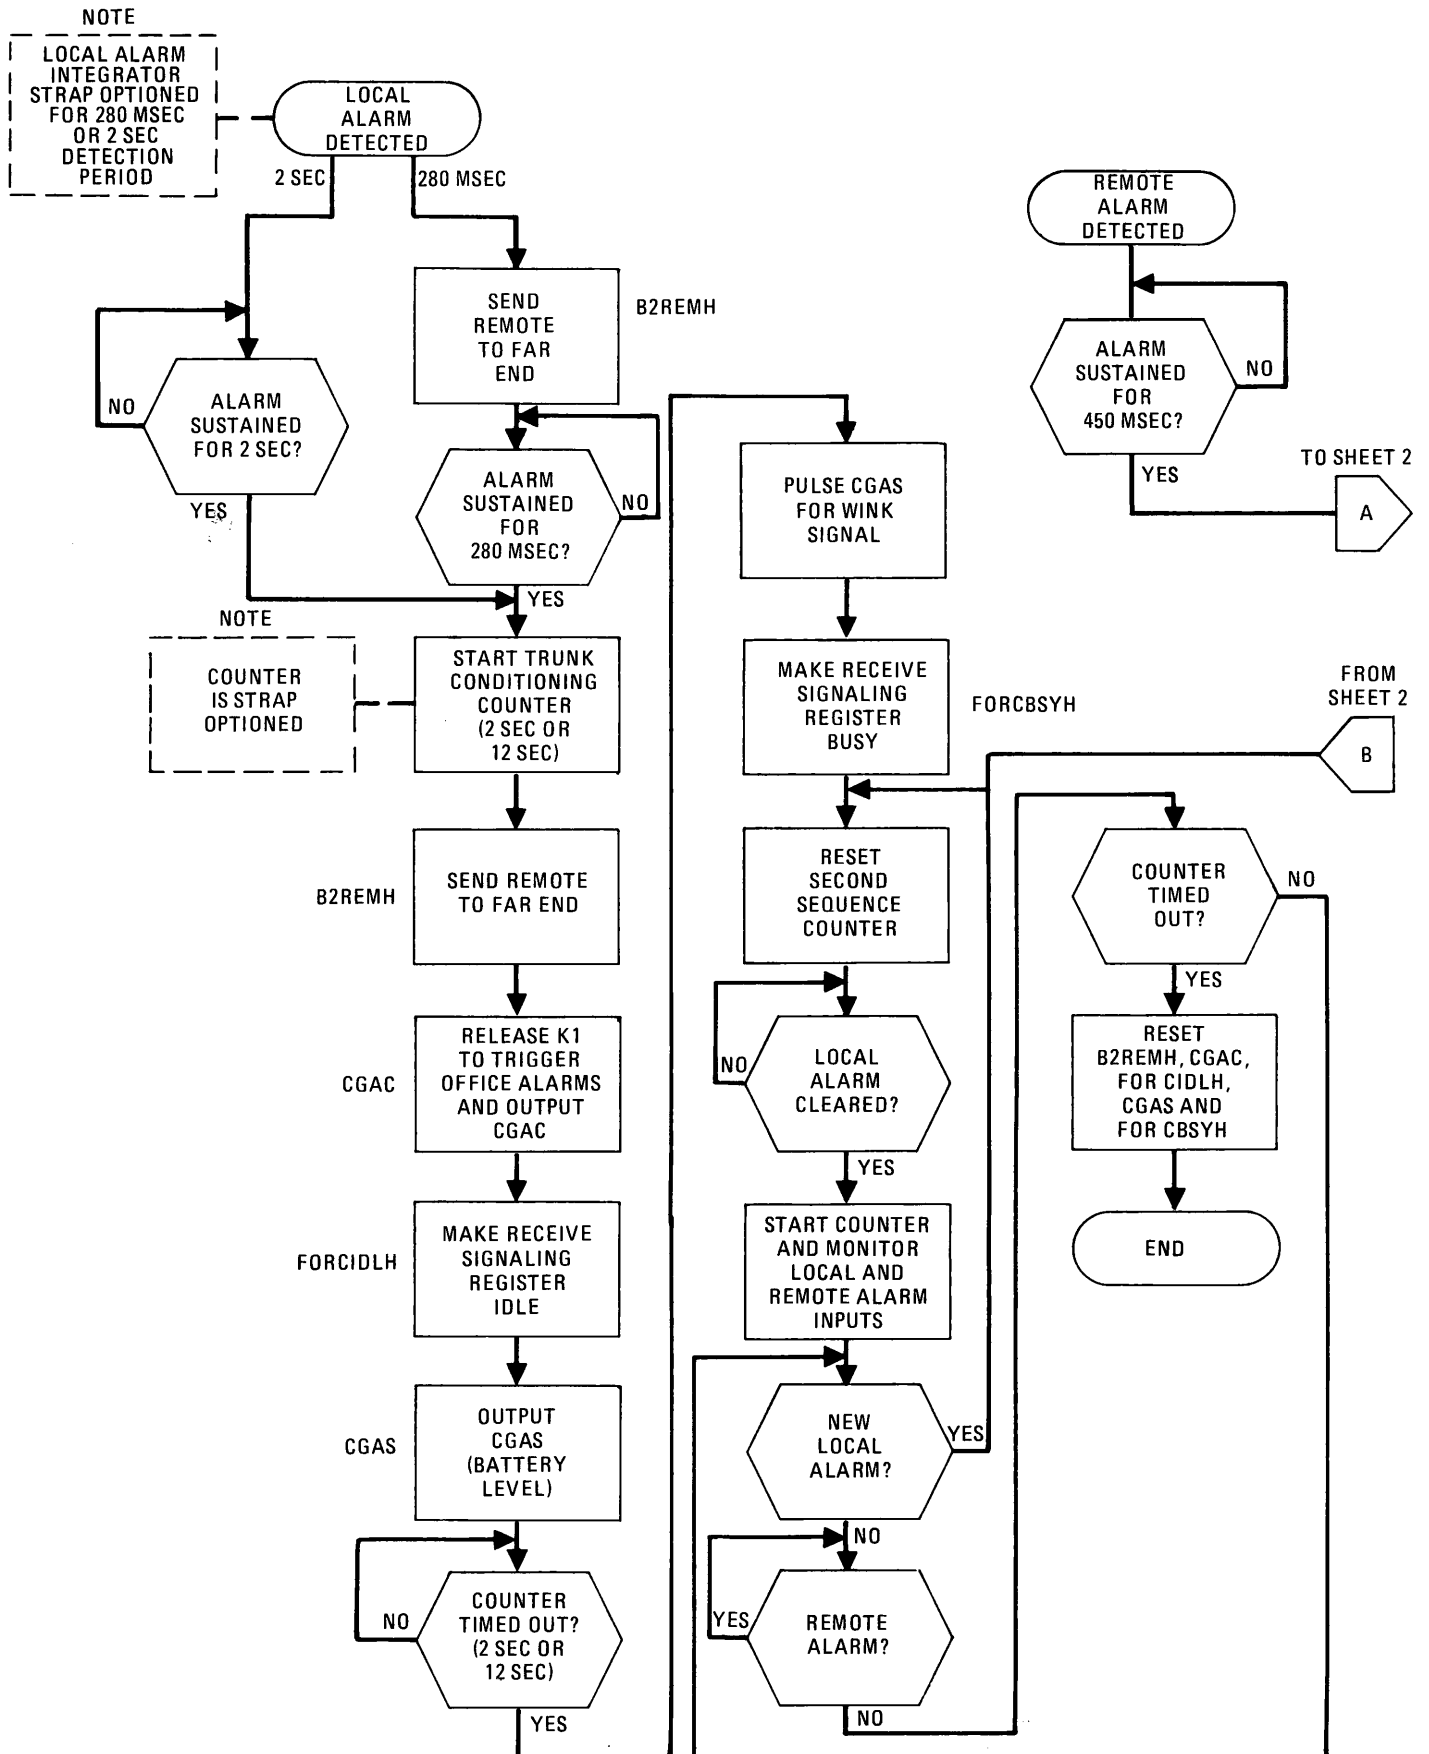 NOTE
LOCAL ALARM
INTEGRATOR
STRAP OPTIONED
FOR 280 MSEC
OR 2 SEC
DETECTION
PERIOD
LOCAL
ALARM
DETECTED
2 SEC
280 MSEC
SEND
REMOTE
TO FAR
END
B2REMH
ALARM
SUSTAINED
FOR 2 SEC?
NO
YES
ALARM
SUSTAINED
FOR
280 MSEC?
NO
YES
NOTE
COUNTER
IS STRAP
OPTIONED
START TRUNK
CONDITIONING
COUNTER
(2 SEC OR
12 SEC)
B2REMH
SEND REMOTE
TO FAR END
CGAC
RELEASE K1
TO TRIGGER
OFFICE ALARMS
AND OUTPUT
CGAC
FORCIDLH
MAKE RECEIVE
SIGNALING
REGISTER
IDLE
CGAS
OUTPUT
CGAS
(BATTERY
LEVEL)
NO
COUNTER
TIMED OUT?
(2 SEC OR
12 SEC)
YES
PULSE CGAS
FOR WINK
SIGNAL
MAKE RECEIVE
SIGNALING
REGISTER
BUSY
FORCBSYH
RESET
SECOND
SEQUENCE
COUNTER
NO
LOCAL
ALARM
CLEARED?
YES
START COUNTER
AND MONITOR
LOCAL AND
REMOTE ALARM
INPUTS
NEW
LOCAL
ALARM?
YES
NO
YES
REMOTE
ALARM?
NO
REMOTE
ALARM
DETECTED
ALARM
SUSTAINED
FOR
450 MSEC?
NO
YES
TO SHEET 2
A
FROM
SHEET 2
B
COUNTER
TIMED
OUT?
NO
YES
RESET
B2REMH, CGAC,
FOR CIDLH,
CGAS AND
FOR CBSYH
END